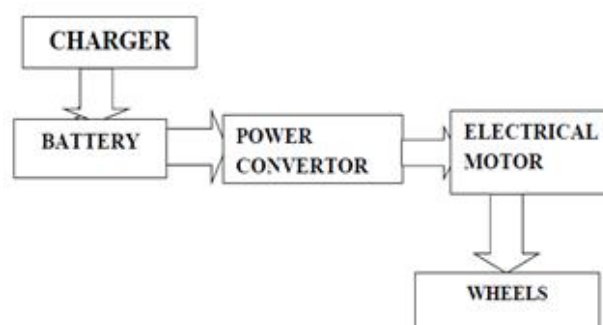 CHARGER
BATTERY
POWER
CONVERTOR
ELECTRICAL
MOTOR
WHEELS